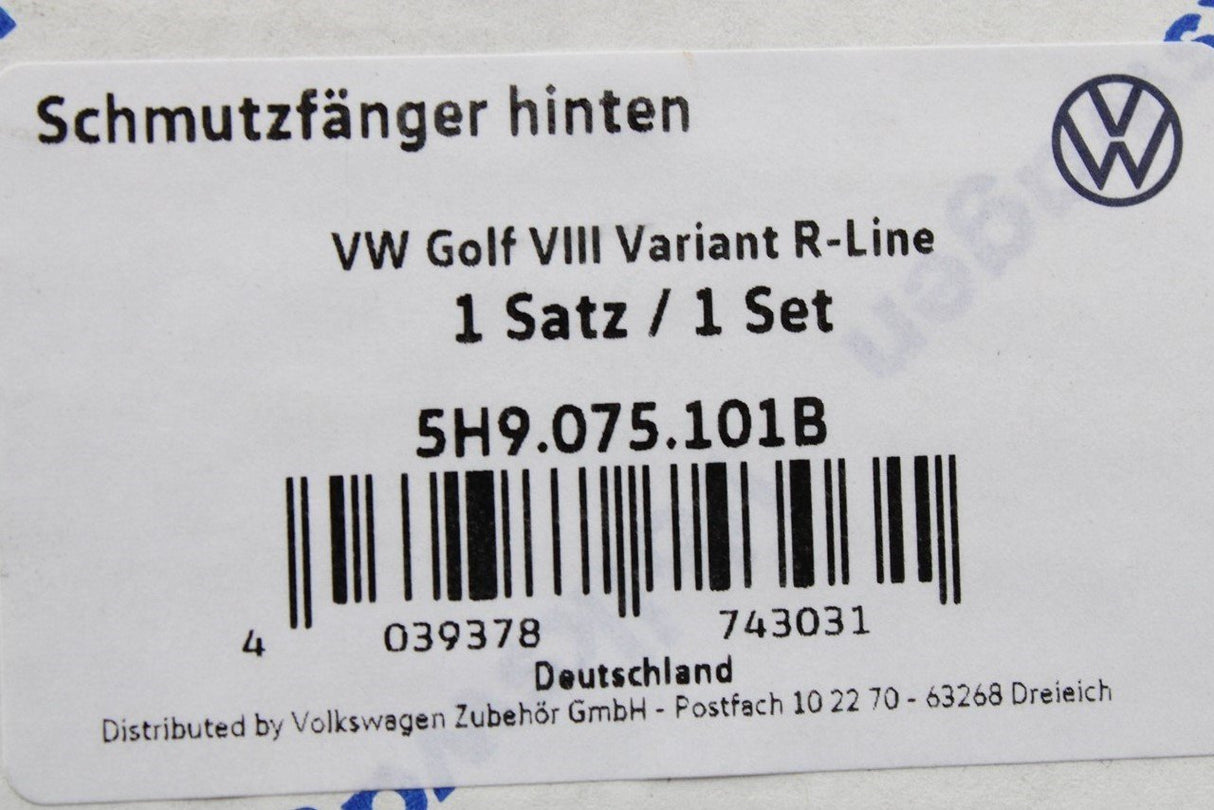 Schmutzfänger hinten
VW Golf VIII Variant R-Line
1 Satz / 1 Set
5H9.075.101B
4 039378 743031
Deutschland
Distributed by Volkswagen Zubehör GmbH - Postfach 10 22 70 - 63268 Dreieich